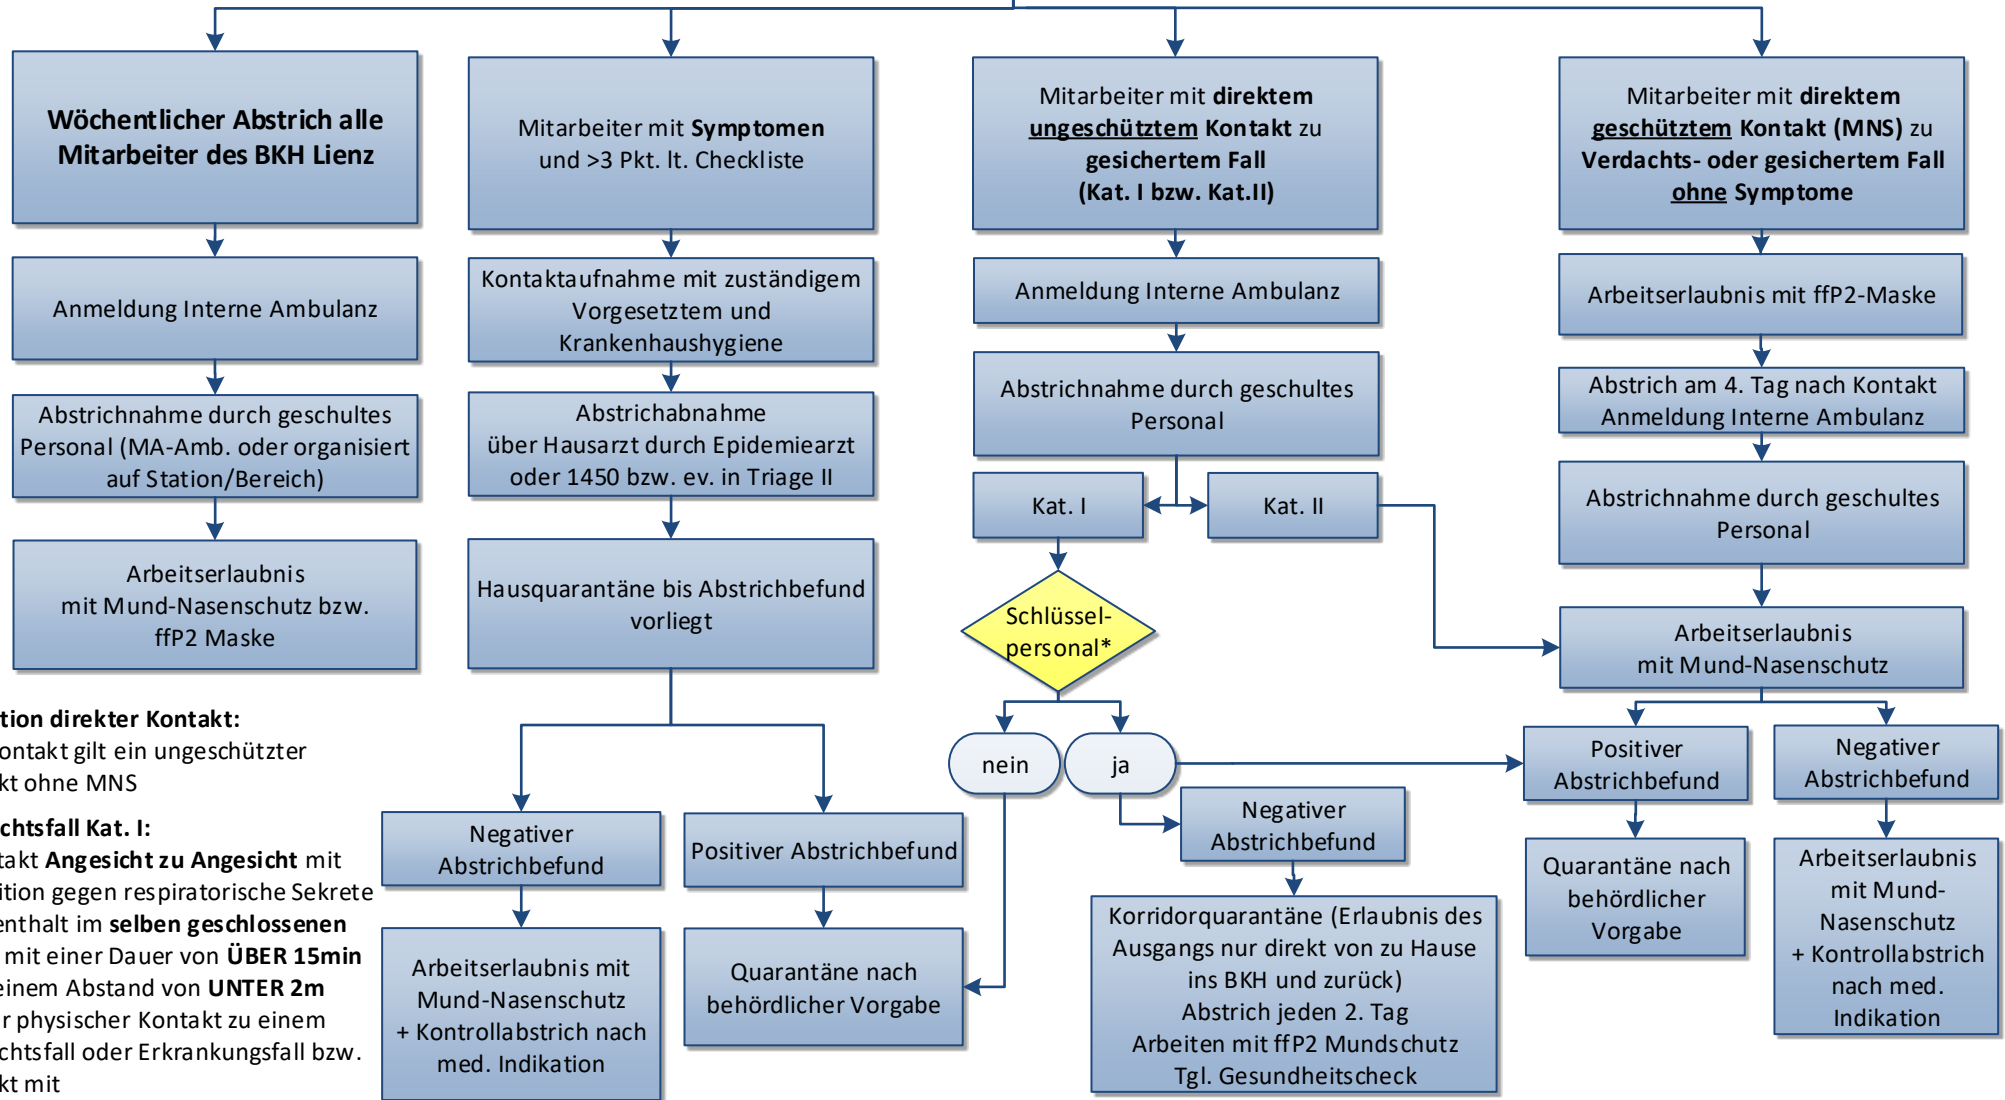 Wöchentlicher Abstrich alle
Mitarbeiter des BKH Lienz
Anmeldung Interne Ambulanz
Abstrichnahme durch geschultes
Personal (MA-Amb. oder organisiert
auf Station/Bereich)
Arbeitserlaubnis
mit Mund-Nasenschutz bzw.
ffP2 Maske
Mitarbeiter mit Symptomen
und >3 Pkt. lt. Checkliste
Kontaktaufnahme mit zuständigem
Vorgesetztem und
Krankenhaushygiene
Abstrichabnahme
über Hausarzt durch Epidemiearzt
oder 1450 bzw. ev. in Triage II
Hausquarantäne bis Abstrichbefund
vorliegt
Negativer
Abstrichbefund
Arbeitserlaubnis mit
Mund-Nasenschutz
+ Kontrollabstrich nach
med. Indikation
Positiver Abstrichbefund
Quarantäne nach
behördlicher Vorgabe
Mitarbeiter mit direktem
ungeschütztem Kontakt zu
gesichertem Fall
(Kat. I bzw. Kat.II)
Anmeldung Interne Ambulanz
Abstrichnahme durch geschultes
Personal
Kat. I
Kat. II
Schlüssel-
personal*
nein
ja
Negativer
Abstrichbefund
Korridorquarantäne (Erlaubnis des
Ausgangs nur direkt von zu Hause
ins BKH und zurück)
Abstrich jeden 2. Tag
Arbeiten mit ffP2 Mundschutz
Tgl. Gesundheitscheck
Mitarbeiter mit direktem
geschütztem Kontakt (MNS) zu
Verdachts- oder gesichertem Fall
ohne Symptome
Arbeitserlaubnis mit ffP2-Maske
Abstrich am 4. Tag nach Kontakt
Anmeldung Interne Ambulanz
Abstrichnahme durch geschultes
Personal
Arbeitserlaubnis
mit Mund-Nasenschutz
Positiver
Abstrichbefund
Quarantäne nach
behördlicher
Vorgabe
Negativer
Abstrichbefund
Arbeitserlaubnis
mit Mund-
Nasenschutz
+ Kontrollabstrich
nach med.
Indikation
tion direkter Kontakt:
ontakt gilt ein ungeschützter
kt ohne MNS
chtsfall Kat. I:
takt Angesicht zu Angesicht mit
ition gegen respiratorische Sekrete
enthalt im selben geschlossenen
mit einer Dauer von ÜBER 15min
einem Abstand von UNTER 2m
r physischer Kontakt zu einem
chtsfall oder Erkrankungsfall bzw.
kt mit